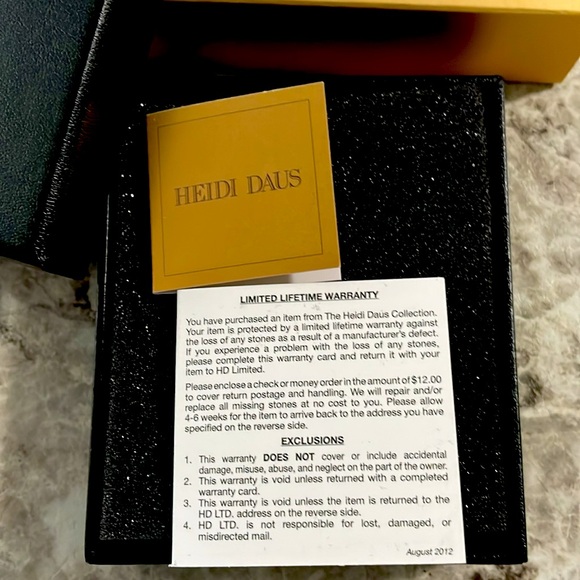 HEIDI DAUS
LIMITED LIFETIME WARRANTY
You have purchased an item from The Heidi Daus Collection.
Your item is protected by a limited lifetime warranty against
the loss of any stones as a result of a manufacturer's defect.
If you experience a problem with the loss of any stones,
please complete this warranty card and return it with your
item to HD Limited.
Please enclose a check or money order in the amount of $12.00
to cover return postage and handling. We will repair and/or
replace all missing stones at no cost to you. Please allow
4-6 weeks for the item to arrive back to the address you have
specified on the reverse side.
EXCLUSIONS
1. This warranty DOES NOT cover or include accidental
damage, misuse, abuse, and neglect on the part of the owner.
2. This warranty is void unless returned with a completed
warranty card.
3. This warranty is void unless the item is returned to the
HD LTD. address on the reverse side.
4. HD LTD. is not responsible for lost, damaged, or
misdirected mail.
August 2012